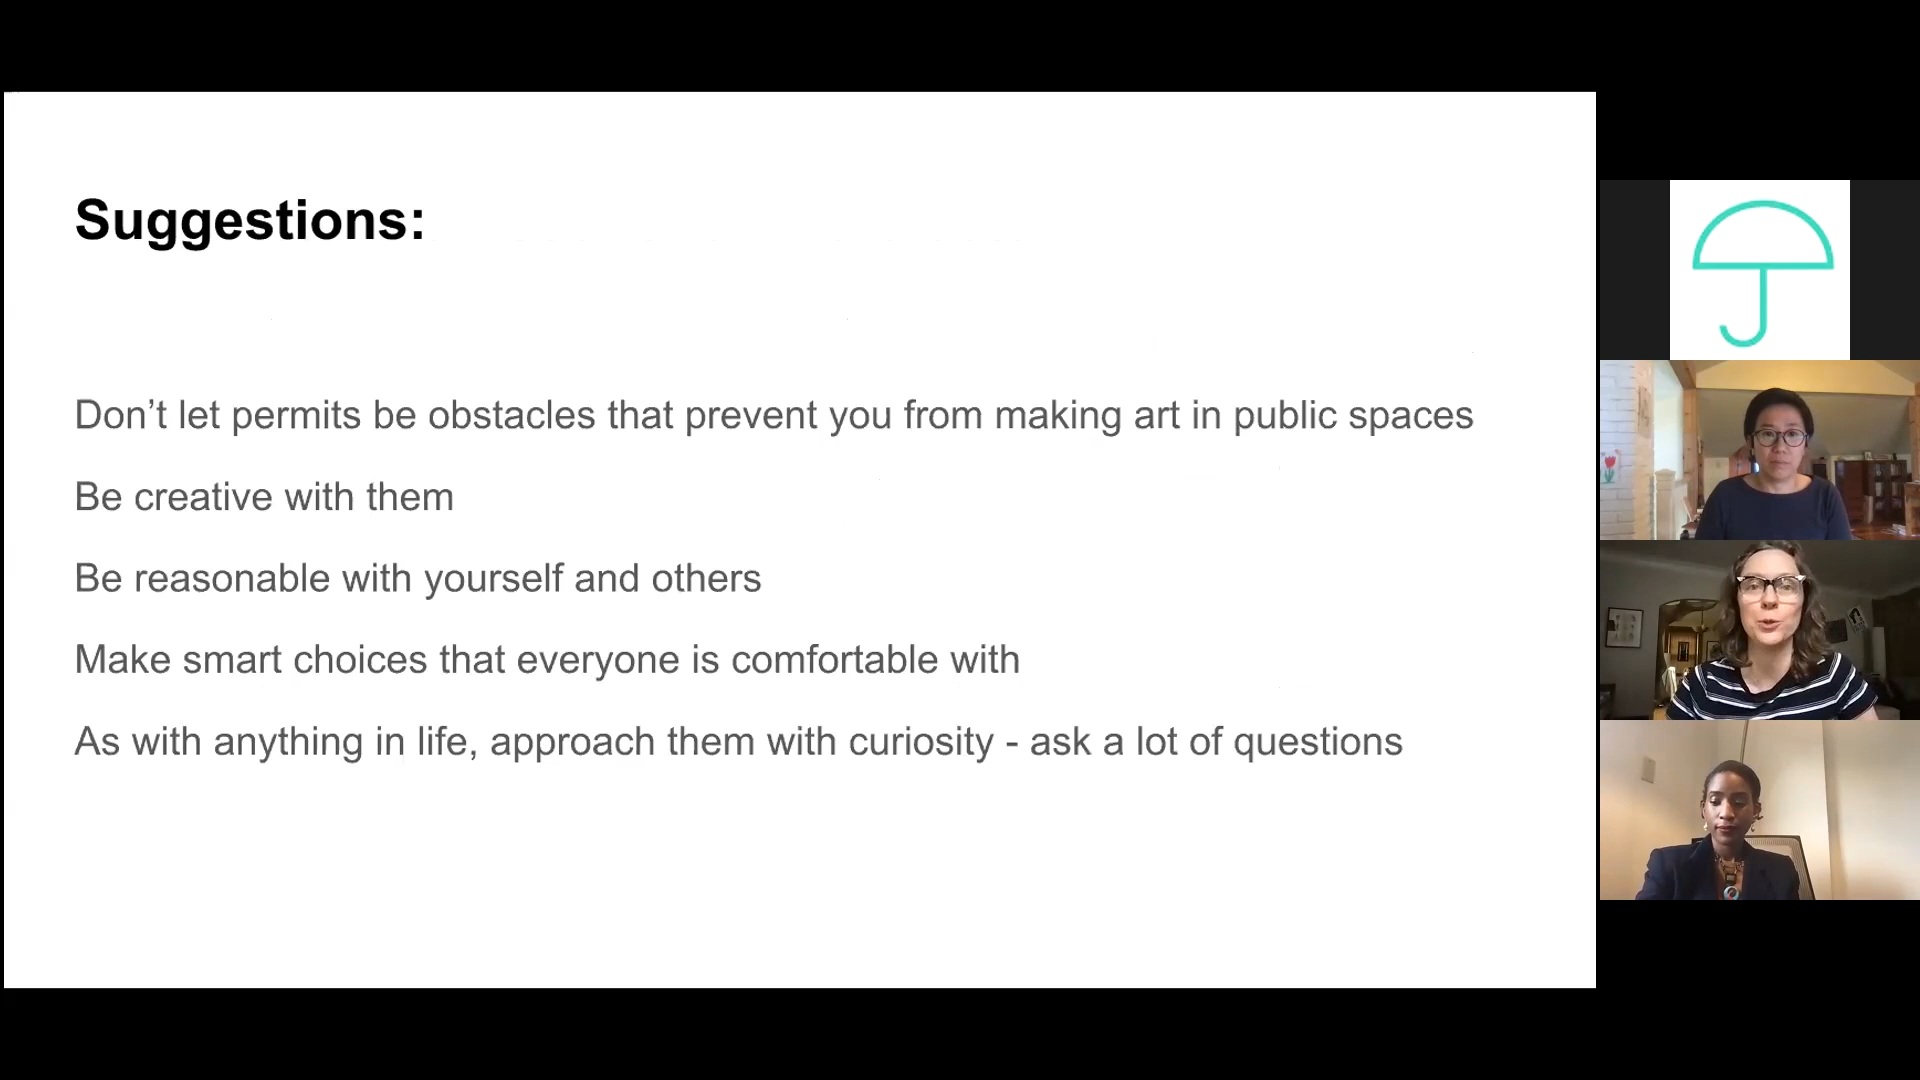 Suggestions:
Don’t let permits be obstacles that prevent you from making art in public spaces
Be creative with them
Be reasonable with yourself and others
Make smart choices that everyone is comfortable with
As with anything in life, approach them with curiosity - ask a lot of questions